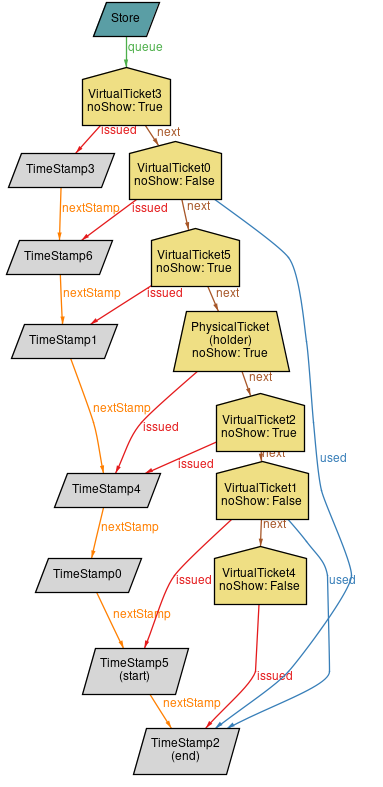 Store
queue
VirtualTicket3
noShow: True
issued
next
TimeStamp3
VirtualTicket0
noShow: False
nextStamp
issued
next
TimeStamp6
VirtualTicket5
noShow: True
nextStamp
issued
next
TimeStamp1
PhysicalTicket
(holder)
noShow: True
next
nextStamp
issued
VirtualTicket2
noShow: True
next
used
issued
TimeStamp4
VirtualTicket1
noShow: False
nextStamp
next
TimeStamp0
issued
VirtualTicket4
noShow: False
used
nextStamp
TimeStamp5
(start)
issued
nextStamp
TimeStamp2
(end)